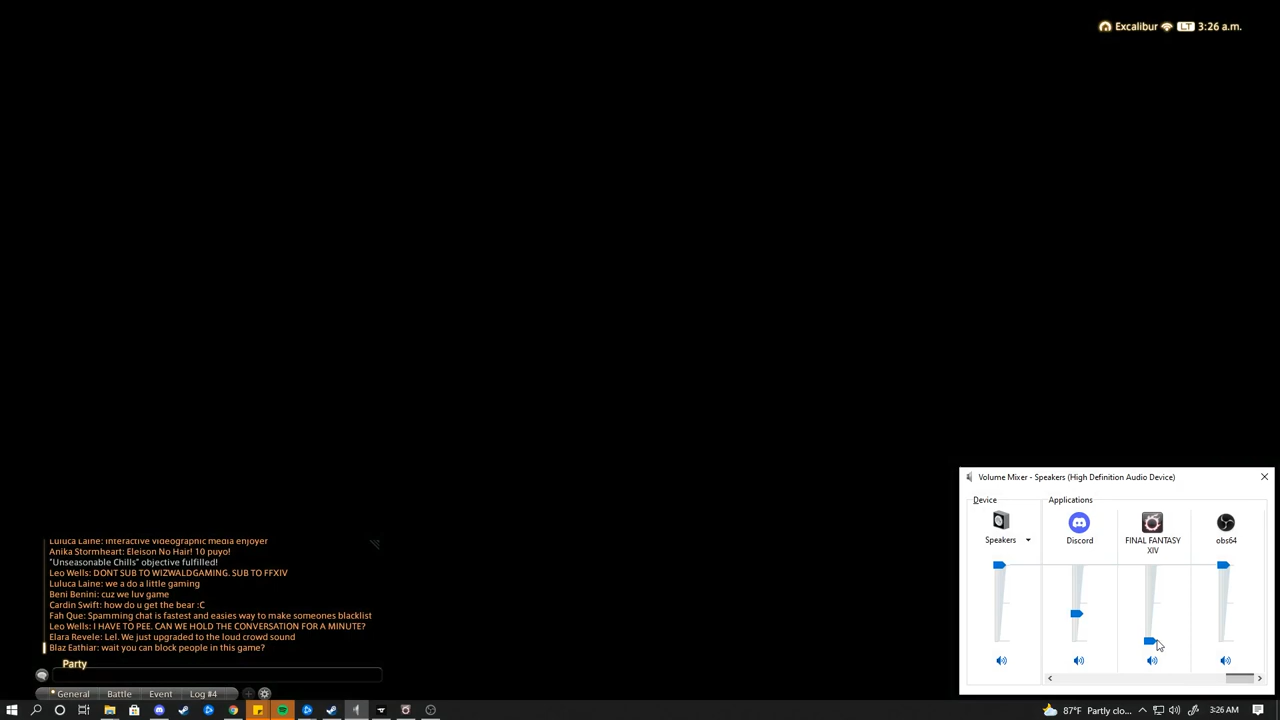 Excalibur LT 3:26 a.m.
Luluca Laine: interactive videographic media enjoyer
Anika Stormheart: Eleison No Hair! 10 puyo!
"Unseasonable Chills" objective fulfilled!
Leo Wells: DONT SUB TO WIZWALDGAMING. SUB TO FFXIV
Luluca Laine: we a do a little gaming
Beni Benini: cuz we luv game
Cardin Swift: how do u get the bear :C
Fah Que: Spamming chat is fastest and easies way to make someones blacklist
Leo Wells: I HAVE TO PEE. CAN WE HOLD THE CONVERSATION FOR A MINUTE?
Elara Revele: Lel. We just upgraded to the loud crowd sound
Blaz Eathiar: wait you can block people in this game?
Party
General Battle Event Log #4
Volume Mixer - Speakers (High Definition Audio Device)
Device Applications
Speakers Discord FINAL FANTASY XIV obs64
87°F Partly clo... 3:26 AM